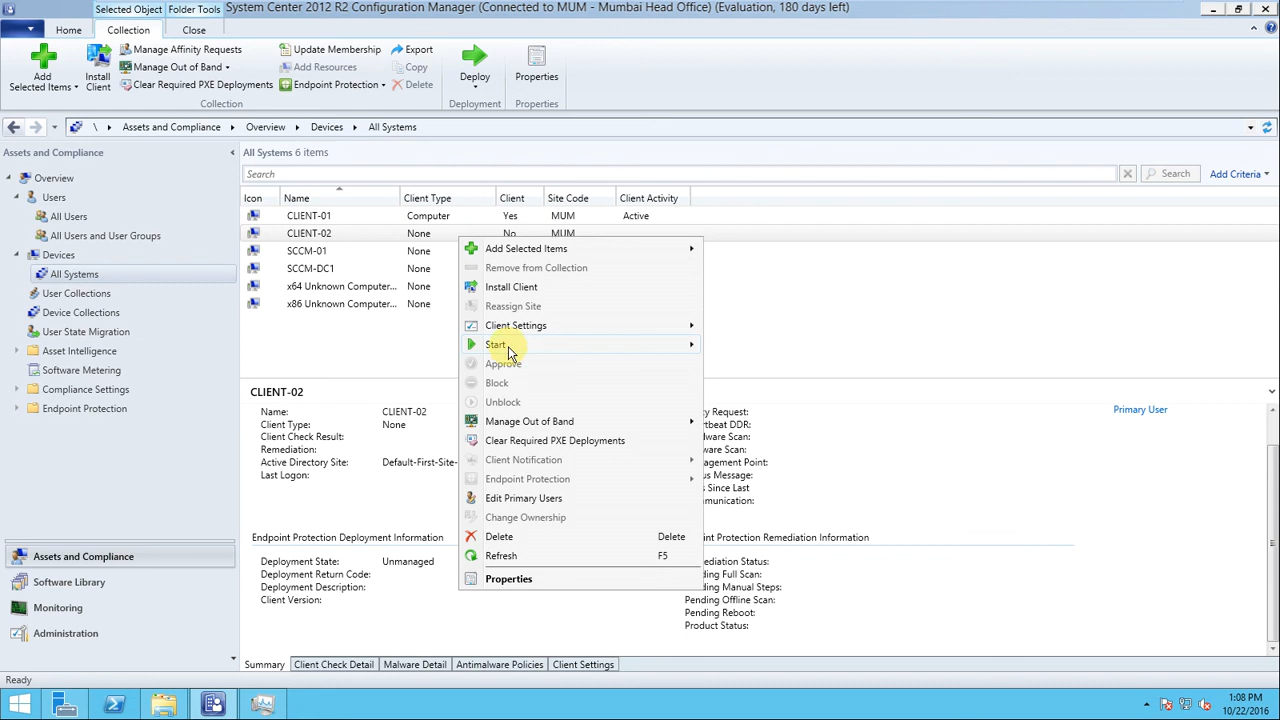 Selected Object
Folder Tools
System Center 2012 R2 Configuration Manager (Connected to MUM - Mumbai Head Office) (Evaluation, 180 days left)
Home
Collection
Close
Add
Selected Items
Install
Client
Manage Affinity Requests
Manage Out of Band
Clear Required PXE Deployments
Update Membership
Add Resources
Endpoint Protection
Export
Copy
Delete
Deploy
Properties
Collection
Deployment
Properties
\
Assets and Compliance
Overview
Devices
All Systems
Assets and Compliance
Overview
Users
All Users
All Users and User Groups
Devices
All Systems
User Collections
Device Collections
User State Migration
Asset Intelligence
Software Metering
Compliance Settings
Endpoint Protection
Assets and Compliance
Software Library
Monitoring
Administration
All Systems 6 items
Search
Search
Add Criteria
Icon Name Client Type Client Site Code Client Activity
CLIENT-01 Computer Yes MUM Active
CLIENT-02 None No MUM
SCCM-01 None
SCCM-DC1 None
x64 Unknown Computer... None
x86 Unknown Computer... None
Add Selected Items
Remove from Collection
Install Client
Reassign Site
Client Settings
Start
Approve
Block
Unblock
Manage Out of Band
Clear Required PXE Deployments
Client Notification
Endpoint Protection
Edit Primary Users
Change Ownership
Delete Delete
Refresh F5
Properties
CLIENT-02
Name: CLIENT-02
Client Type: None
Client Check Result:
Remediation:
Active Directory Site: Default-First-Site-
Last Logon:
Request:
Scan:
Scan:
Point:
Message:
Since Last
Primary User
Endpoint Protection Deployment Information
Deployment State: Unmanaged
Deployment Return Code:
Deployment Description:
Client Version:
Protection Remediation Information
Status:
Full Scan:
Manual Steps:
Pending Offline Scan:
Pending Reboot:
Product Status:
Summary
Client Check Detail
Malware Detail
Antimalware Policies
Client Settings
Ready
1:08 PM
10/22/2016